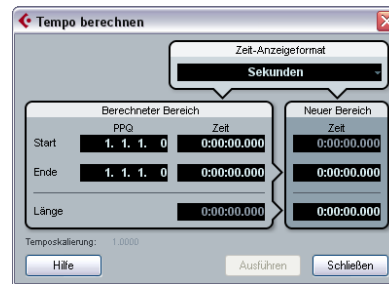 Tempo berechnen
Zeit-Anzeigeformat
Sekunden
Berechneter Bereich Neuer Bereich
PPQ Zeit Zeit
Start 1. 1. 1. 0 0:00:00.000 0:00:00.000
Ende 1. 1. 1. 0 0:00:00.000 0:00:00.000
Länge 0:00:00.000 0:00:00.000
Temposkalierung: 1.0000
Hilfe Ausführen Schließen